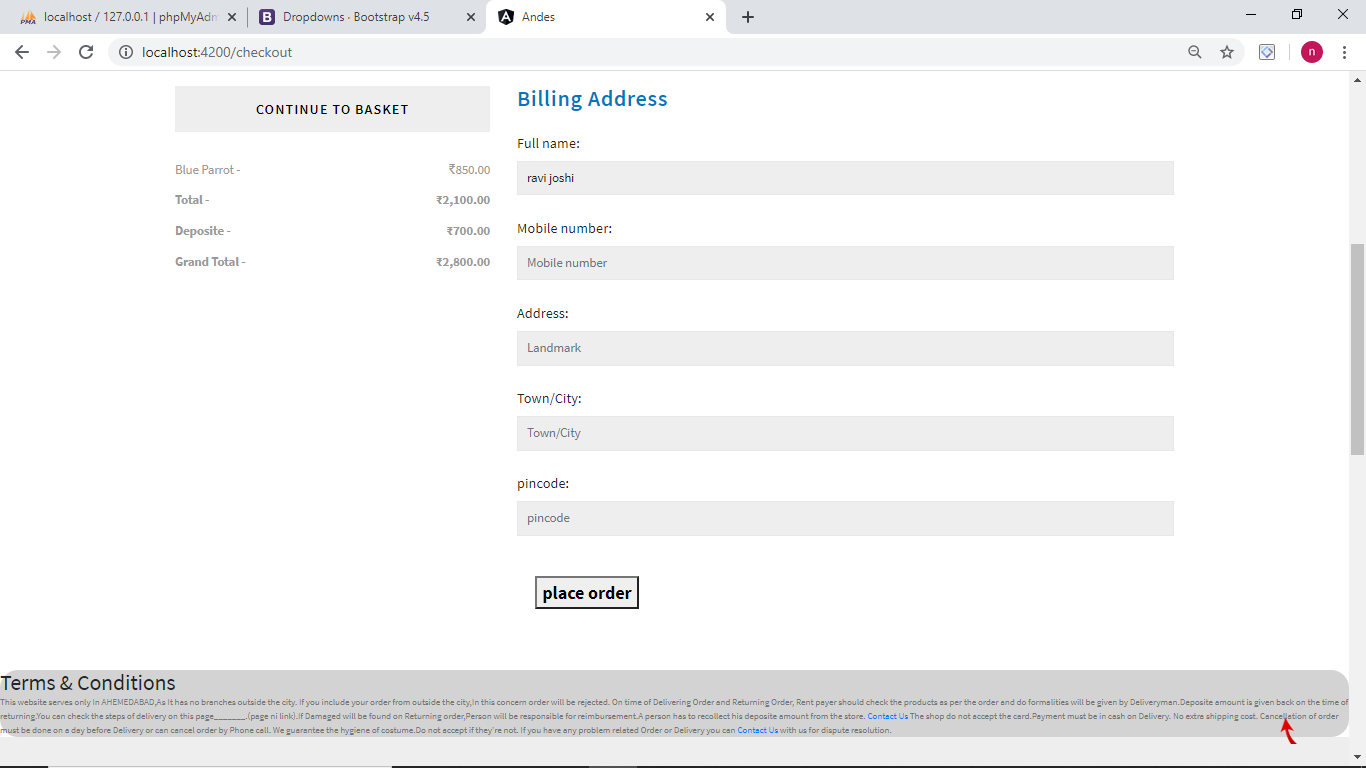 localhost / 127.0.0.1 | phpMyAdm
Dropdowns · Bootstrap v4.5
Andes
localhost:4200/checkout
n
CONTINUE TO BASKET
Blue Parrot - ₹850.00
Total - ₹2,100.00
Deposite - ₹700.00
Grand Total - ₹2,800.00
Billing Address
Full name:
ravi joshi
Mobile number:
Mobile number
Address:
Landmark
Town/City:
Town/City
pincode:
pincode
place order
Terms & Conditions
This website serves only In AHEMEDABAD,As It has no branches outside the city. If you include your order from outside the city,In this concern order will be rejected. On time of Delivering Order and Returning Order, Rent payer should check the products as per the order and do formalities will be given by Deliveryman.Deposite amount is given back on the time of
returning.You can check the steps of delivery on this page_______.(page ni link).If Damaged will be found on Returning order,Person will be responsible for reimbursement.A person has to recollect his deposite amount from the store. Contact Us The shop do not accept the card.Payment must be in cash on Delivery. No extra shipping cost. Cancellation of order
must be done on a day before Delivery or can cancel order by Phone call. We guarantee the hygiene of costume.Do not accept if they're not. If you have any problem related Order or Delivery you can Contact Us with us for dispute resolution.